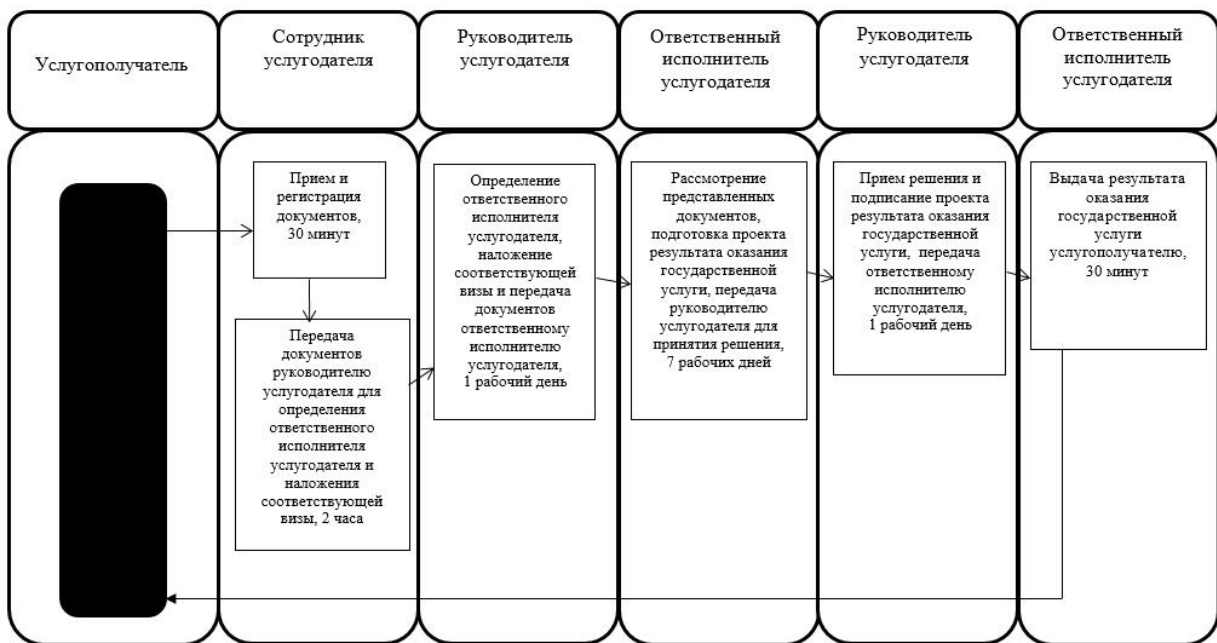 Услугополучатель
Сотрудник
услугодателя
Руководитель
услугодателя
Ответственный
исполнитель
услугодателя
Руководитель
услугодателя
Ответственный
исполнитель
услугодателя
Прием и
регистрация
документов,
30 минут
Передача
документов
руководителю
услугодателя для
определения
ответственного
исполнителя
услугодателя и
наложения
соответствующей
визы, 2 часа
Определение
ответственного
исполнителя
услугодателя,
наложение
соответствующей
визы и передача
документов
ответственному
исполнителю
услугодателя,
1 рабочий день
Рассмотрение
представленных
документов,
подготовка проекта
результата оказания
государственной
услуги, передача
руководителю
услугодателя для
принятия решения,
7 рабочих дней
Прием решения и
подписание проекта
результата оказания
государственной
услуги, передача
ответственному
исполнителю
услугодателя,
1 рабочий день
Выдача результата
оказания
государственной
услуги
услугополучателю,
30 минут